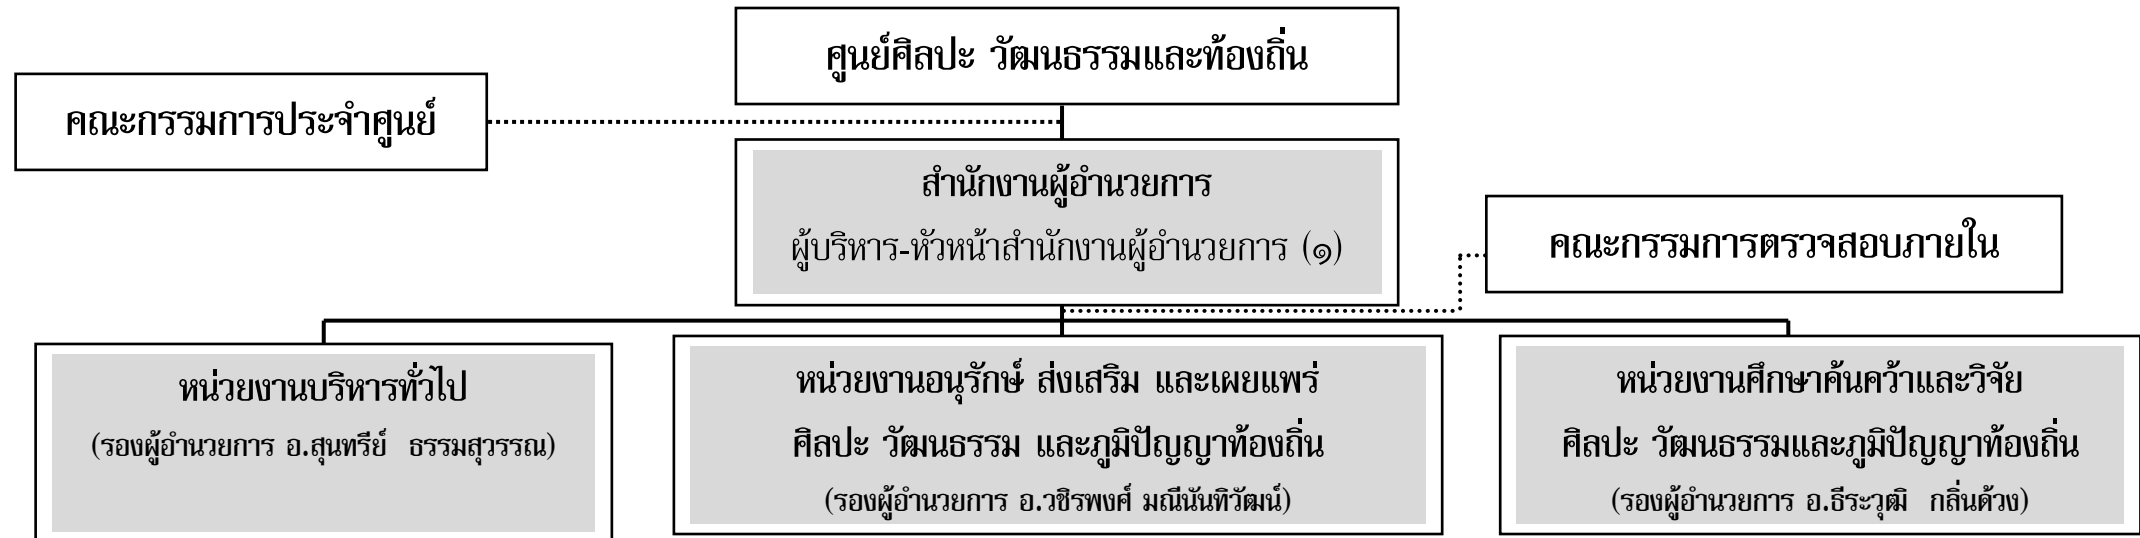 ศูนย์ศิลปะ วัฒนธรรมและท้องถิ่น
คณะกรรมการประจำศูนย์
สำนักงานผู้อำนวยการ
ผู้บริหาร-หัวหน้าสำนักงานผู้อำนวยการ (๑)
คณะกรรมการตรวจสอบภายใน
หน่วยงานบริหารทั่วไป
(รองผู้อำนวยการ อ.สุนทรีย์ ธรรมสุวรรณ)
หน่วยงานอนุรักษ์ ส่งเสริม และเผยแพร่
ศิลปะ วัฒนธรรม และภูมิปัญญาท้องถิ่น
(รองผู้อำนวยการ อ.วชิรพงศ์ มณีนันทิวัฒน์)
หน่วยงานศึกษาค้นคว้าและวิจัย
ศิลปะ วัฒนธรรมและภูมิปัญญาท้องถิ่น
(รองผู้อำนวยการ อ.ธีระวุฒิ กลิ่นด้วง)